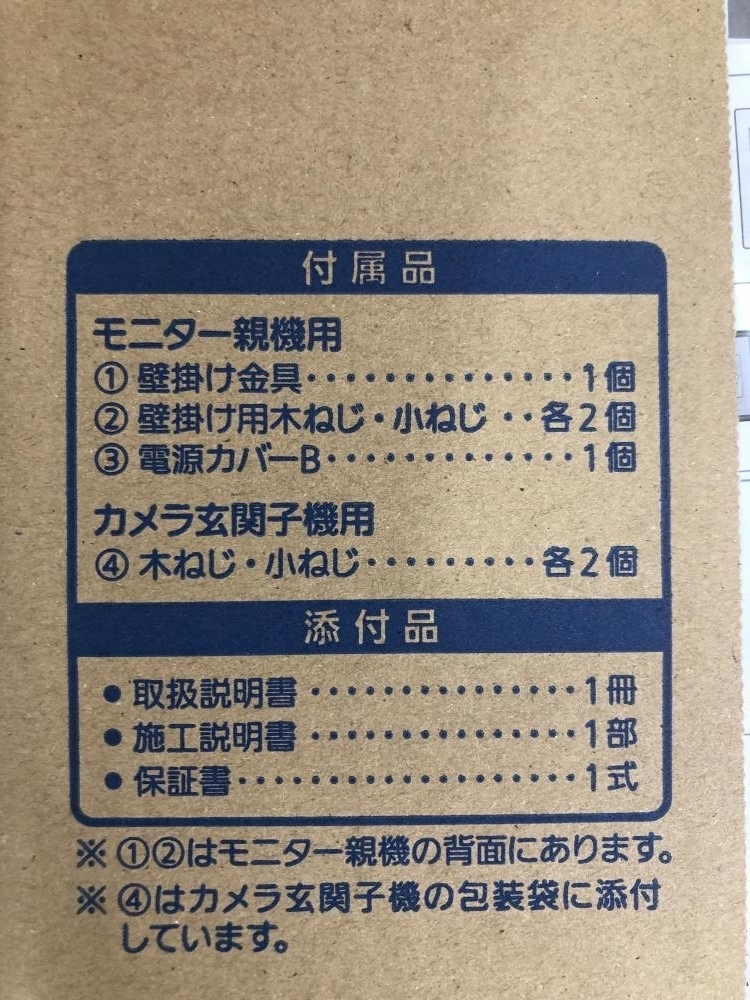 付属品
モニター親機用
① 壁掛け金具・・・・・・・・・・・・・・1個
② 壁掛け用木ねじ・小ねじ ・・各2個
③ 電源カバーB・・・・・・・・・・・・・1個
カメラ玄関子機用
④ 木ねじ・小ねじ・・・・・・・・・各2個
添付品
● 取扱説明書 ・・・・・・・・・・・・・・1冊
● 施工説明書 ・・・・・・・・・・・・・・1部
● 保証書・・・・・・・・・・・・・・・・・・1式
※ ①②はモニター親機の背面にあります。
※ ④はカメラ玄関子機の包装袋に添付
しています。